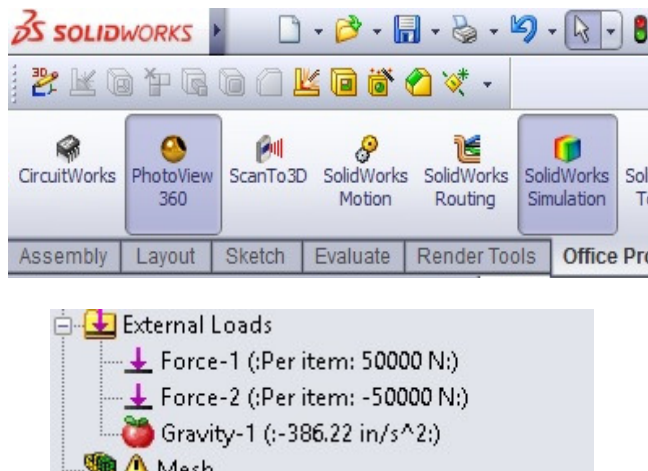 SOLIDWORKS
3D
CircuitWorks PhotoView 360 ScanTo3D SolidWorks Motion SolidWorks Routing SolidWorks Simulation
Assembly Layout Sketch Evaluate Render Tools Office
External Loads
Force-1 (:Per item: 50000 N:)
Force-2 (:Per item: -50000 N:)
Gravity-1 (:-386.22 in/s^2:)
Mesh